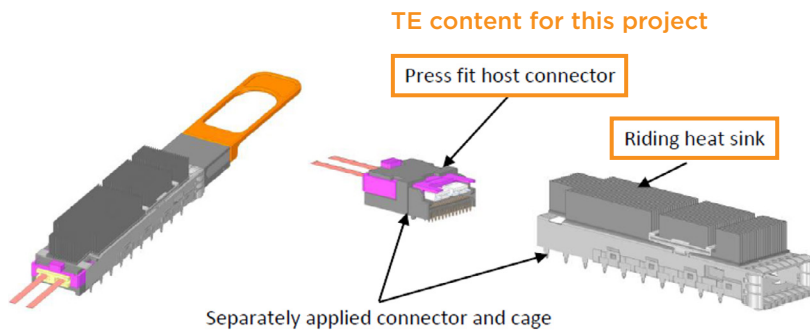 TE content for this project
Press fit host connector
Riding heat sink
Separately applied connector and cage